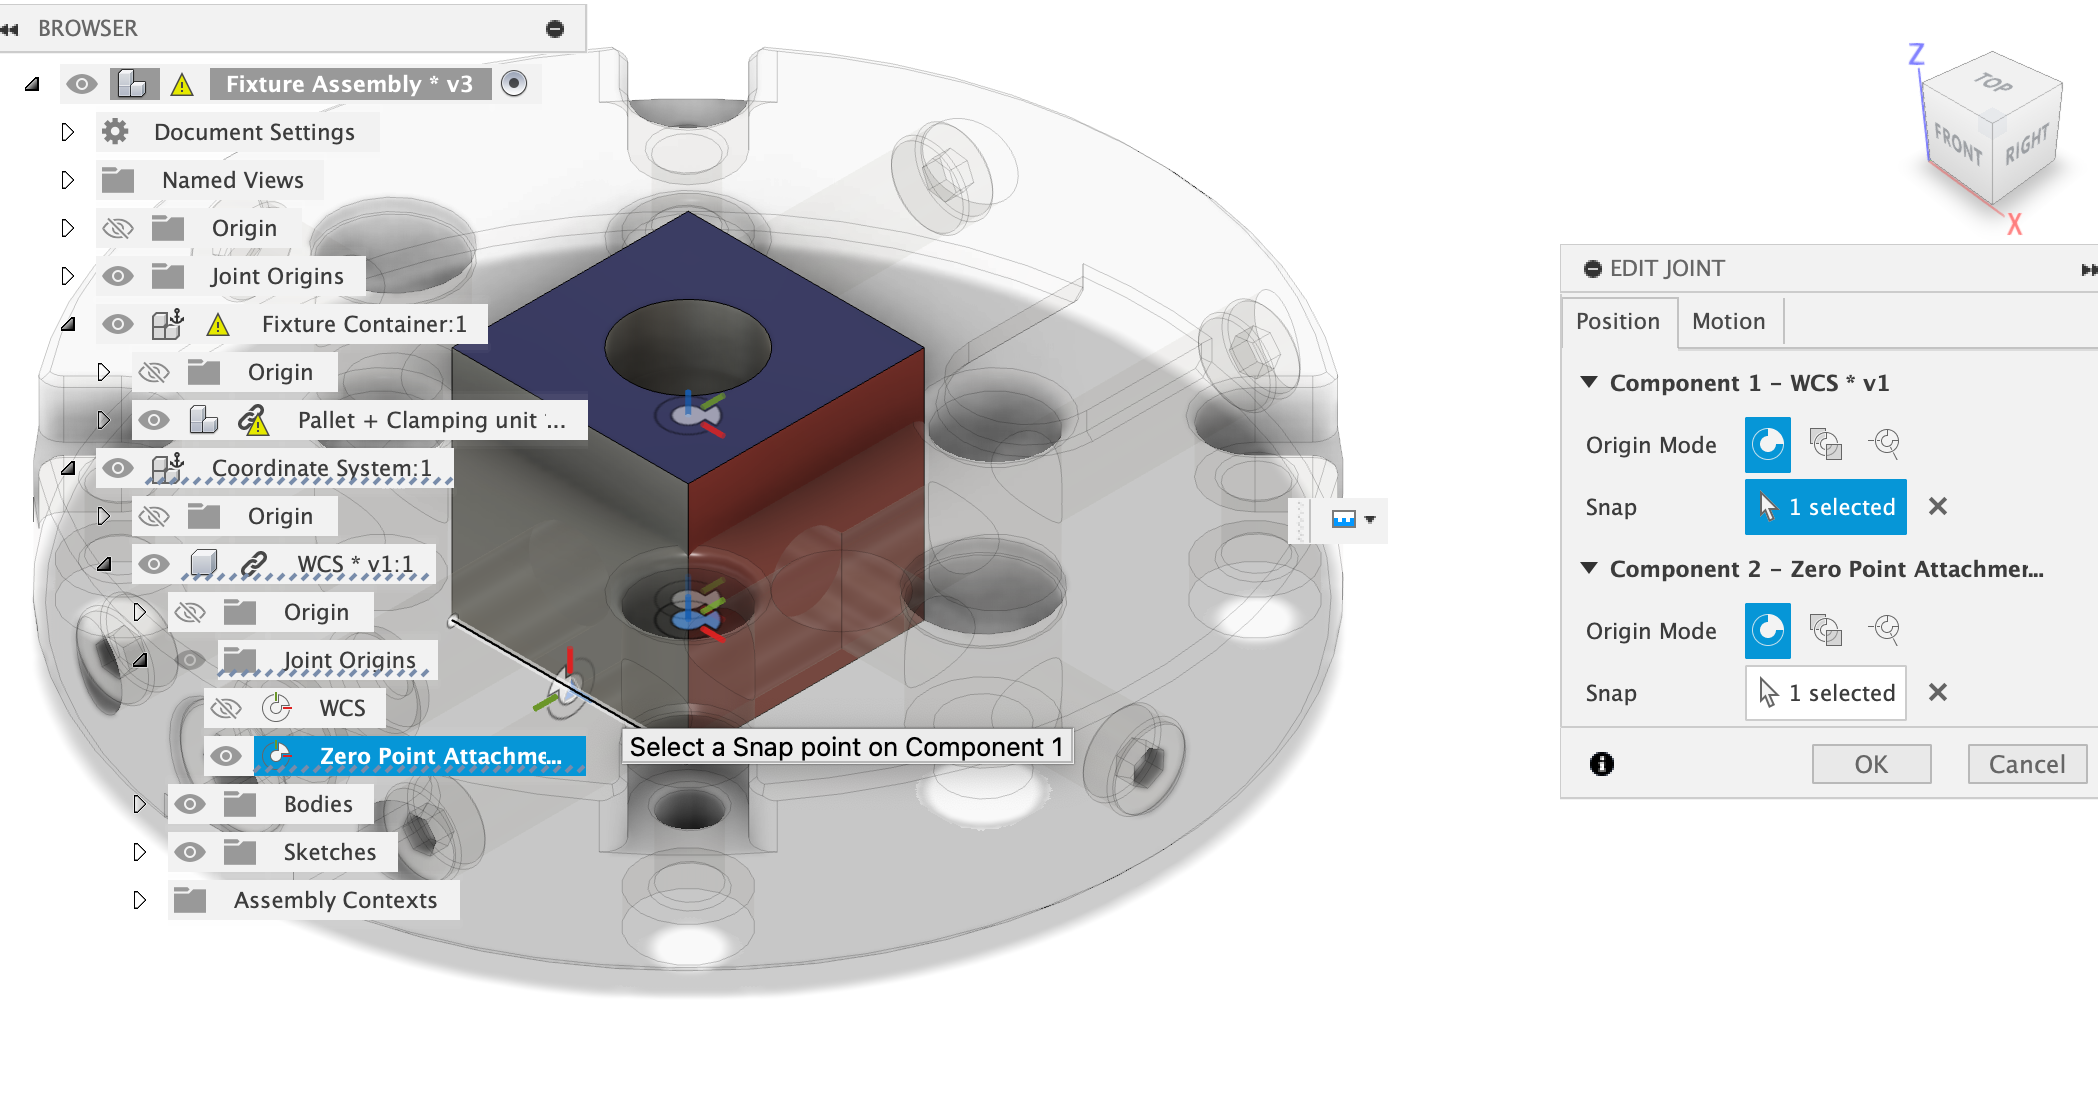 BROWSER
Fixture Assembly * v3
Document Settings
Named Views
Origin
Joint Origins
Fixture Container:1
Origin
Pallet + Clamping unit ...
Coordinate System:1
Origin
WCS * v1:1
Origin
Joint Origins
WCS
Zero Point Attachme...
Bodies
Sketches
Assembly Contexts
Select a Snap point on Component 1
Z
TOP
FRONT
RIGHT
X
EDIT JOINT
Position
Motion
Component 1 - WCS * v1
Origin Mode
Snap
1 selected
Component 2 - Zero Point Attachmer...
Origin Mode
Snap
1 selected
OK
Cancel